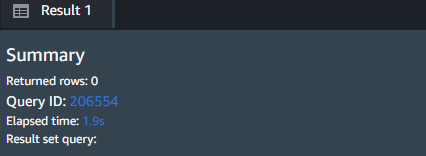 Result 1
Summary
Returned rows: 0
Query ID: 206554
Elapsed time: 1.9s
Result set query: